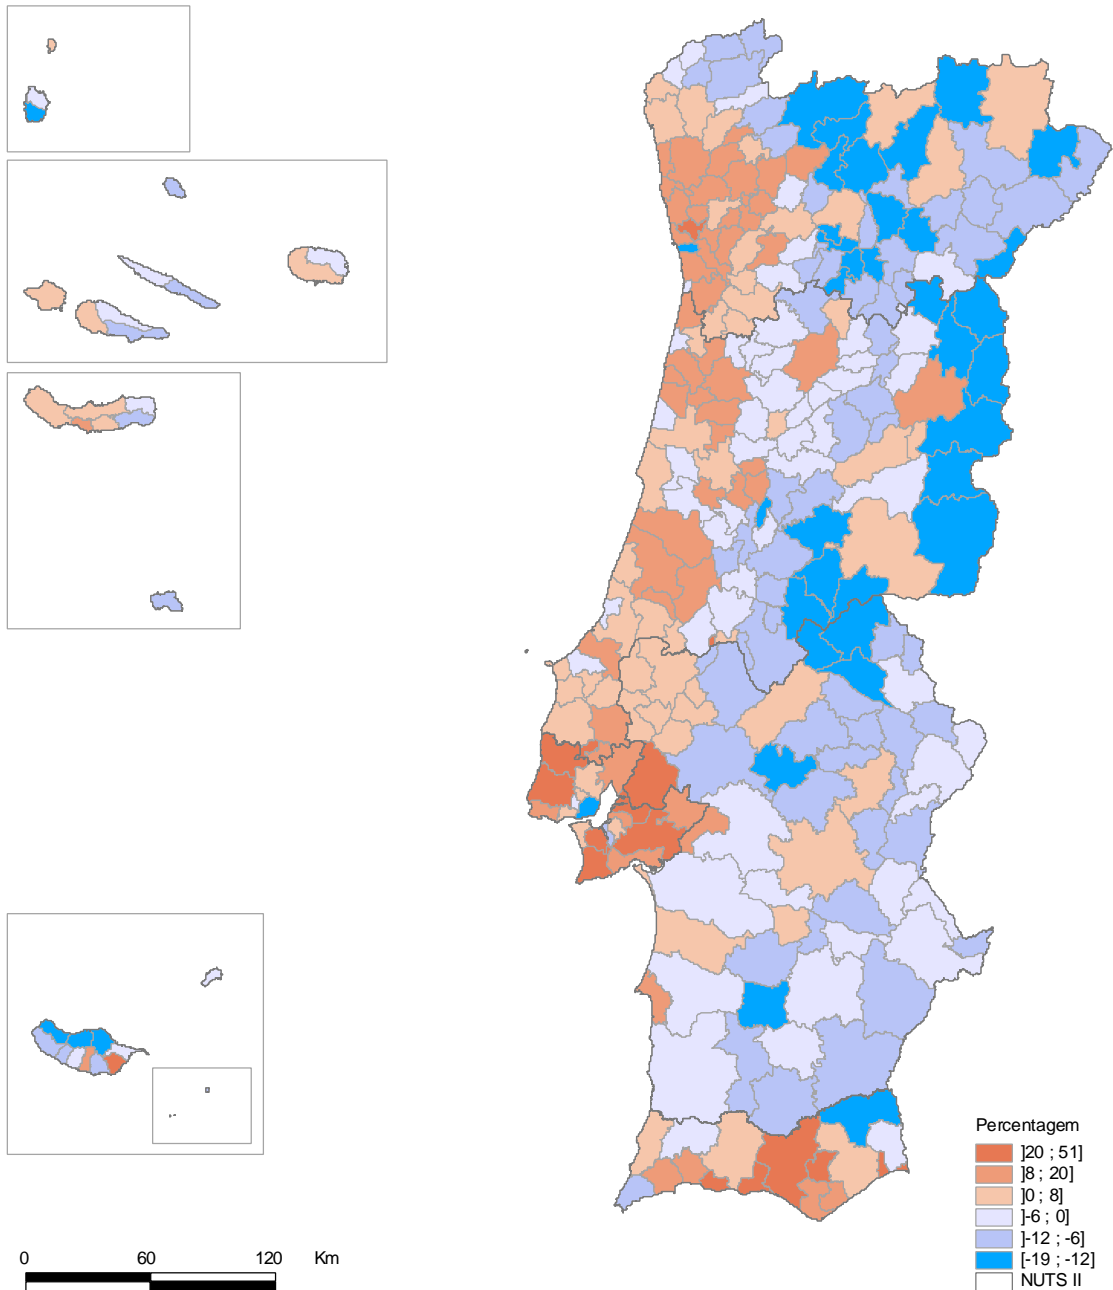 Percentagem
]20 ; 51]
]8 ; 20]
]0 ; 8]
]-6 ; 0]
]-12 ; -6]
[-19 ; -12]
NUTS II
0 60 120 Km